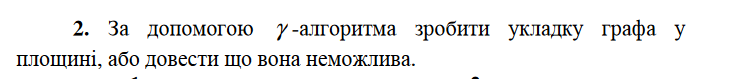 2. За допомогою γ-алгоритма зробити укладку графа у
площині, або довести що вона неможлива.